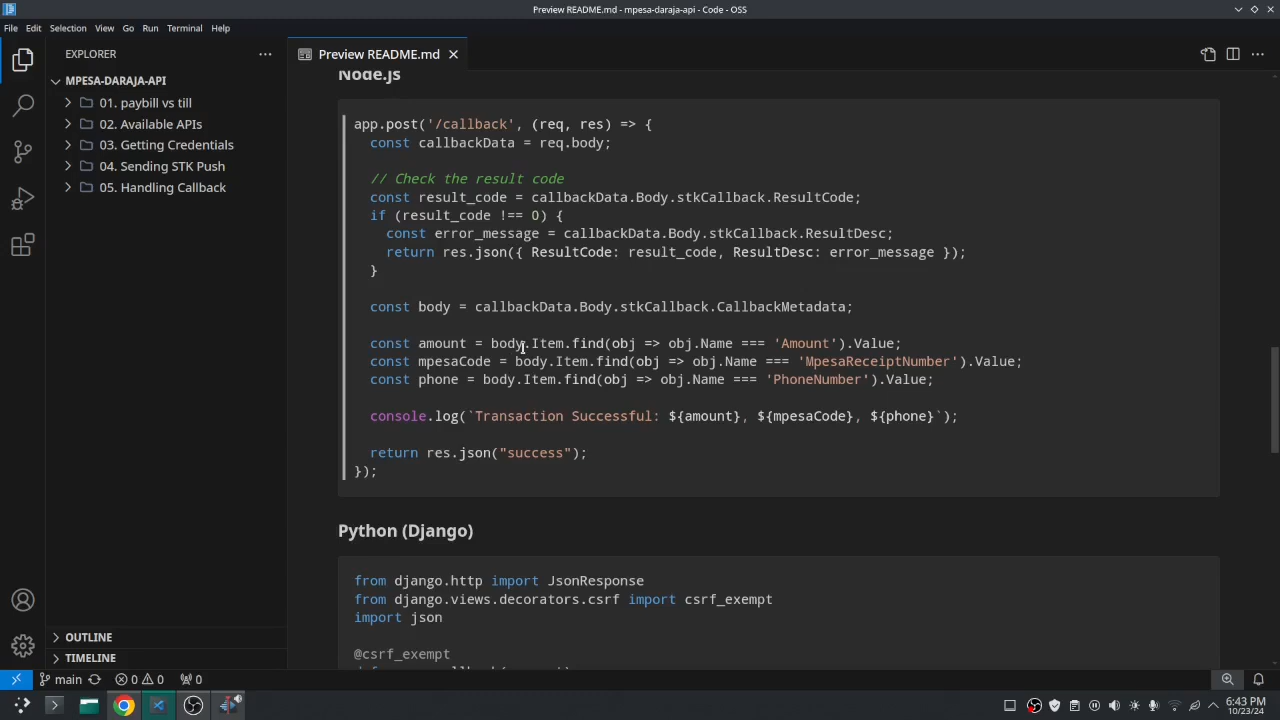 Preview README.md - mpesa-daraja-api - Code - OSS
File Edit Selection View Go Run Terminal Help
EXPLORER
Preview README.md
MPESA-DARAJA-API
01. paybill vs till
02. Available APIs
03. Getting Credentials
04. Sending STK Push
05. Handling Callback
Node.js
app.post('/callback', (req, res) => {
const callbackData = req.body;
// Check the result code
const result_code = callbackData.Body.stkCallback.ResultCode;
if (result_code !== 0) {
const error_message = callbackData.Body.stkCallback.ResultDesc;
return res.json({ ResultCode: result_code, ResultDesc: error_message });
}
const body = callbackData.Body.stkCallback.CallbackMetadata;
const amount = body.Item.find(obj => obj.Name === 'Amount').Value;
const mpesaCode = body.Item.find(obj => obj.Name === 'MpesaReceiptNumber').Value;
const phone = body.Item.find(obj => obj.Name === 'PhoneNumber').Value;
console.log(`Transaction Successful: ${amount}, ${mpesaCode}, ${phone}`);
return res.json("success");
});
Python (Django)
from django.http import JsonResponse
from django.views.decorators.csrf import csrf_exempt
import json
@csrf_exempt
OUTLINE
TIMELINE
main 0 0 0
6:43 PM
10/23/24